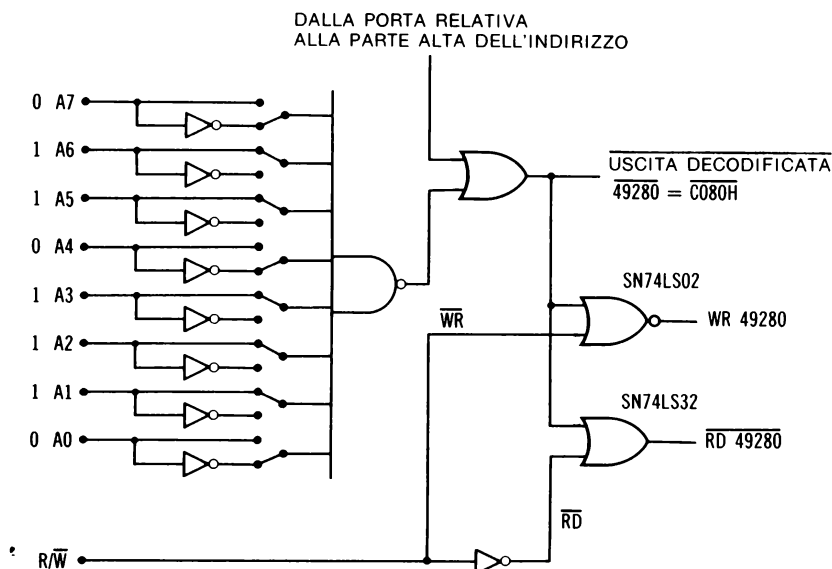 DALLA PORTA RELATIVA
ALLA PARTE ALTA DELL'INDIRIZZO
0 A7
1 A6
1 A5
0 A4
1 A3
1 A2
1 A1
0 A0
R/W̅
USCITA DECODIFICATA
49280 = C080H
SN74LS02
WR
WR 49280
SN74LS32
RD 49280
RD